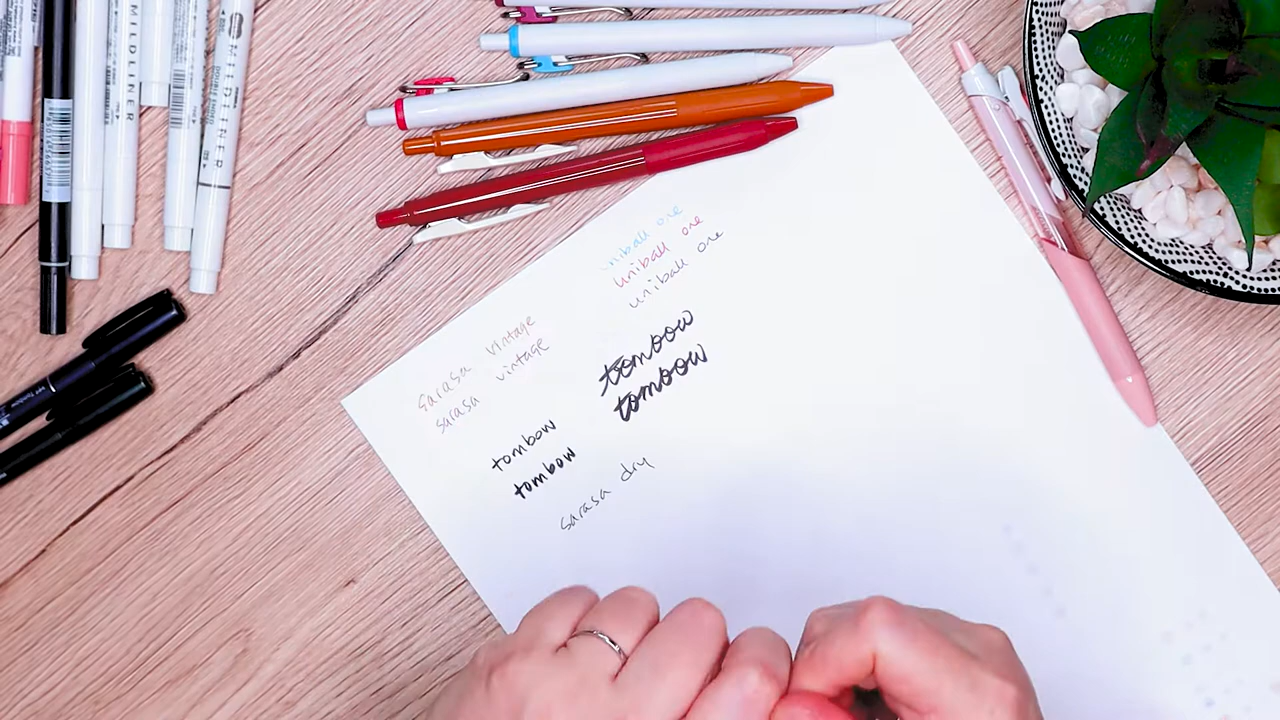 MILDLINER
MILDLINER
uniball one
uniball one
uniball one
sarasa vintage
sarasa vintage
tombow
tombow
tombow
tombow
sarasa dry